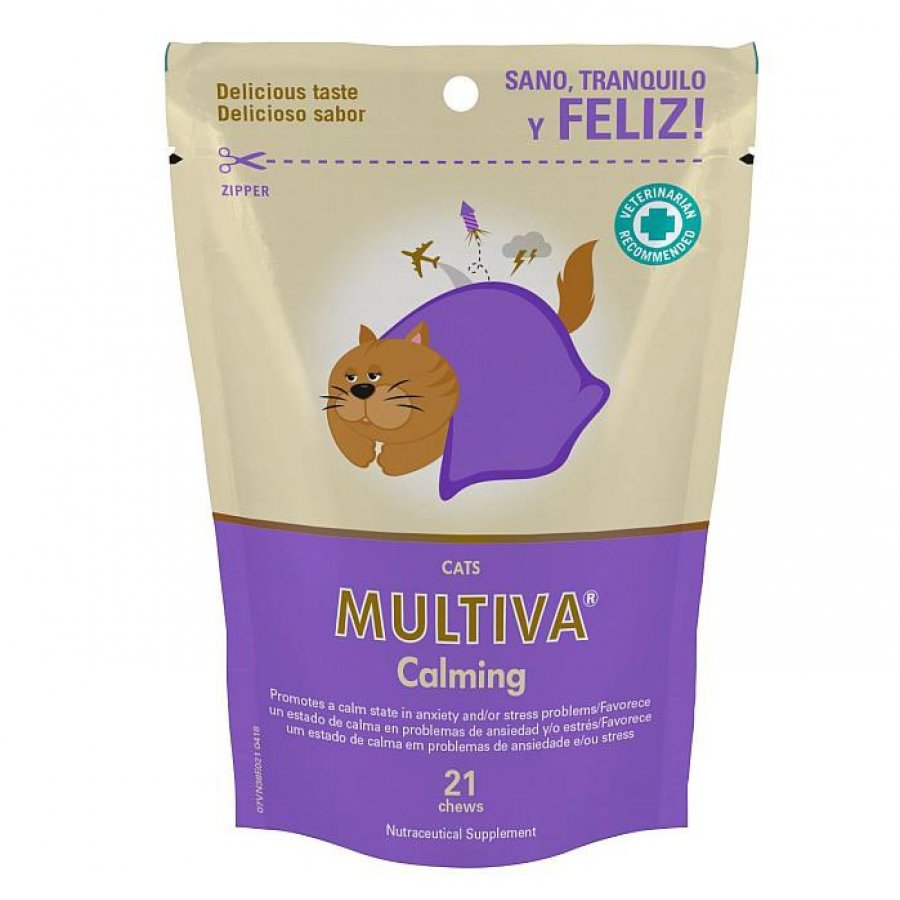 Delicious taste
Delicioso sabor
SANO, TRANQUILO
Y FELIZ!
ZIPPER
VETERINARIAN
RECOMMENDED
CATS
MULTIVA®
Calming
Promotes a calm state in anxiety and/or stress problems/Favorece
un estado de calma en problemas de ansiedad y/o estrés/Favorece
um estado de calma em problemas de ansiedade e/ou stress
21
chews
Nutraceutical Supplement